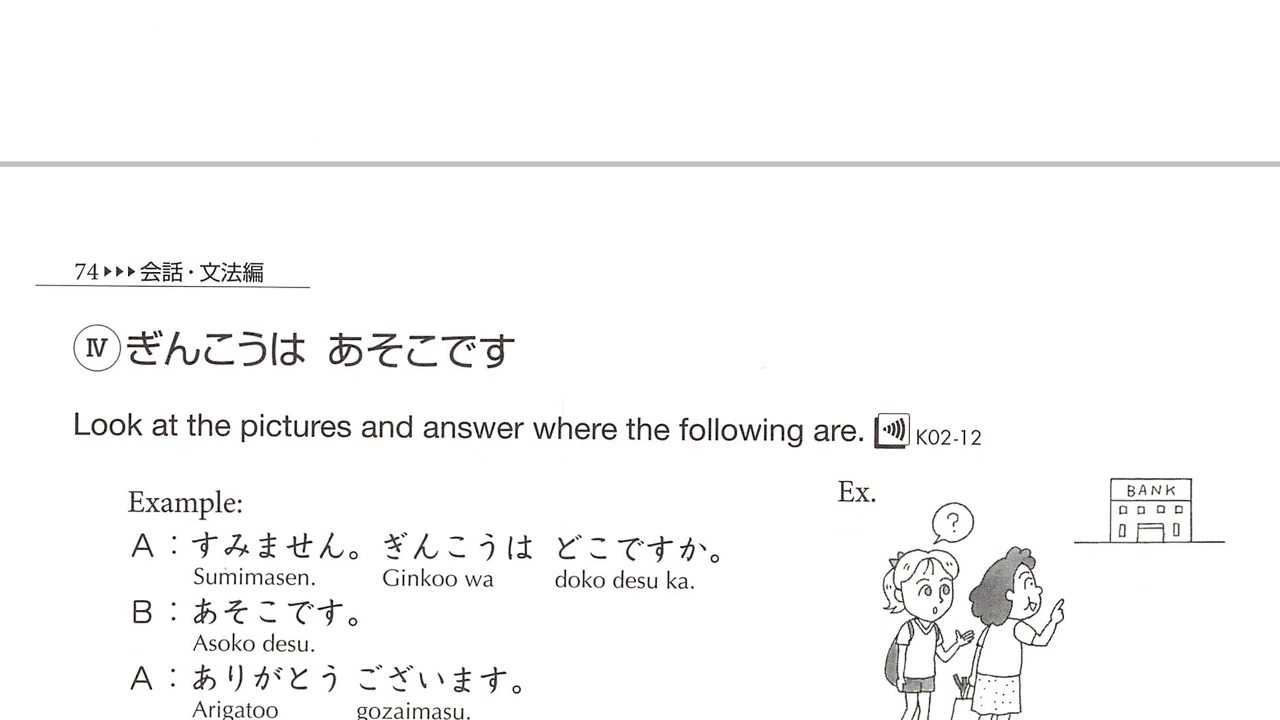 74▶▶▶会話・文法編
Ⅳ ぎんこうは あそこです
Look at the pictures and answer where the following are. K02-12
Example:
Ex.
BANK
?
A:すみません。 ぎんこうは どこですか。
Sumimasen. Ginkoo wa doko desu ka.
B:あそこです。
Asoko desu.
A:ありがとう ございます。
Arigatoo gozaimasu.